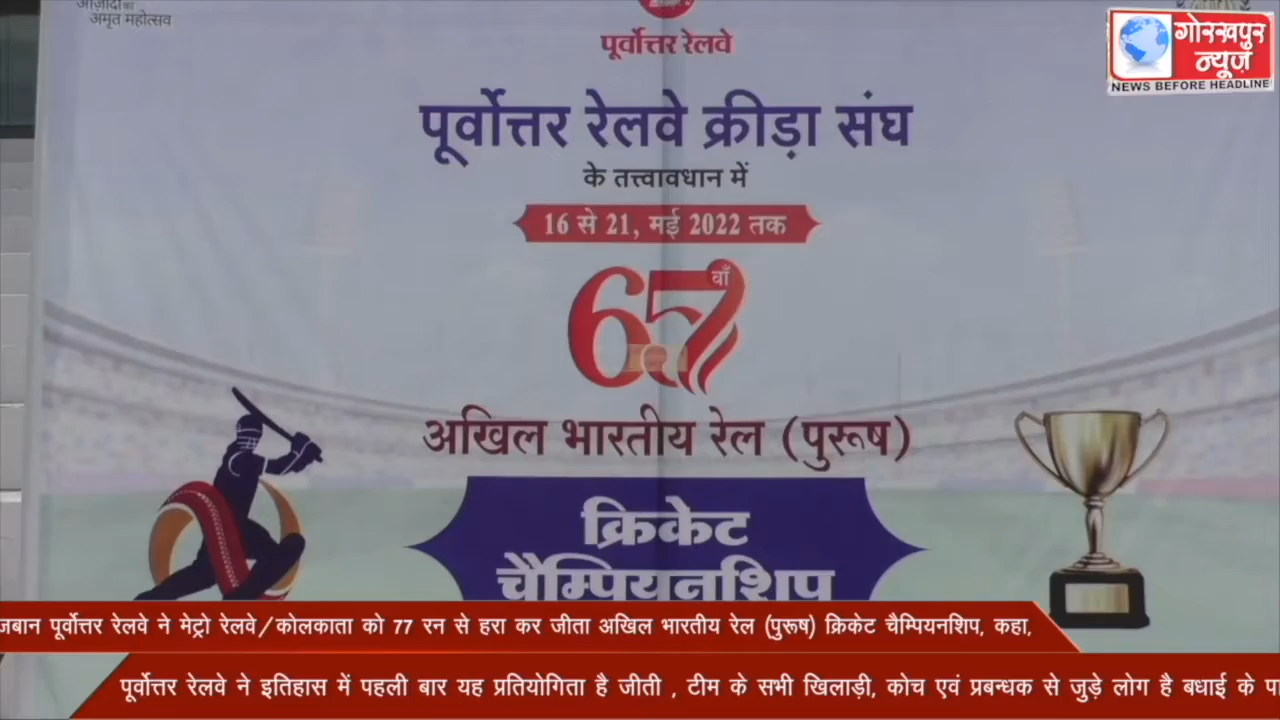 आज़ादी का
अमृत महोत्सव
पूर्वोत्तर रेलवे
गोरखपुर
न्यूज़
NEWS BEFORE HEADLINE
पूर्वोत्तर रेलवे क्रीड़ा संघ
के तत्त्वावधान में
16 से 21, मई 2022 तक
67वाँ
अखिल भारतीय रेल (पुरूष)
क्रिकेट
चैम्पियनशिप
जबान पूर्वोत्तर रेलवे ने मेट्रो रेलवे/कोलकाता को 77 रन से हरा कर जीता अखिल भारतीय रेल (पुरूष) क्रिकेट चैम्पियनशिप, कहा,
पूर्वोत्तर रेलवे ने इतिहास में पहली बार यह प्रतियोगिता है जीती , टीम के सभी खिलाड़ी, कोच एवं प्रबन्धक से जुड़े लोग है बधाई के पा